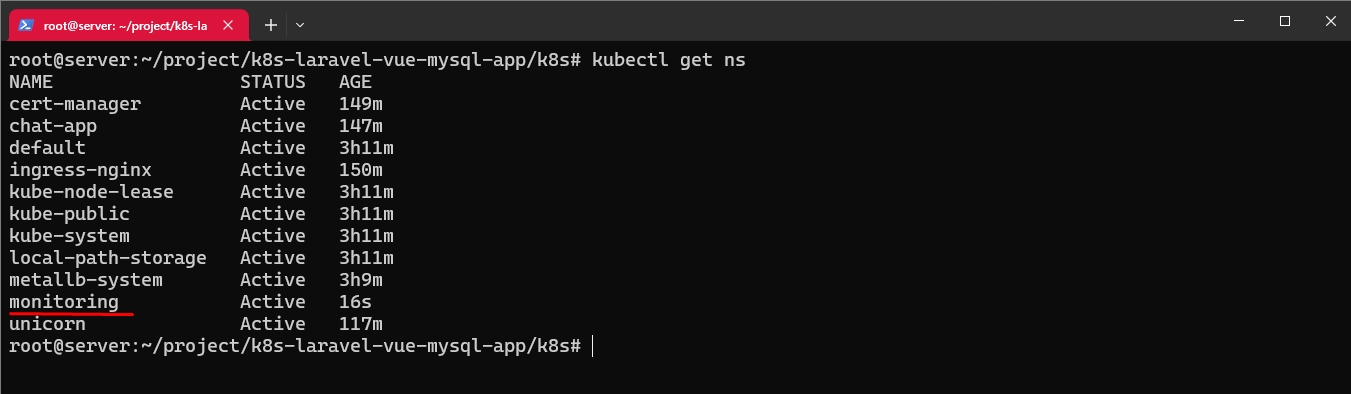 root@server: ~/project/k8s-la
root@server:~/project/k8s-laravel-vue-mysql-app/k8s# kubectl get ns
NAME                 STATUS   AGE
cert-manager         Active   149m
chat-app             Active   147m
default              Active   3h11m
ingress-nginx        Active   150m
kube-node-lease      Active   3h11m
kube-public          Active   3h11m
kube-system          Active   3h11m
local-path-storage   Active   3h11m
metallb-system       Active   3h9m
monitoring           Active   16s
unicorn              Active   117m
root@server:~/project/k8s-laravel-vue-mysql-app/k8s#